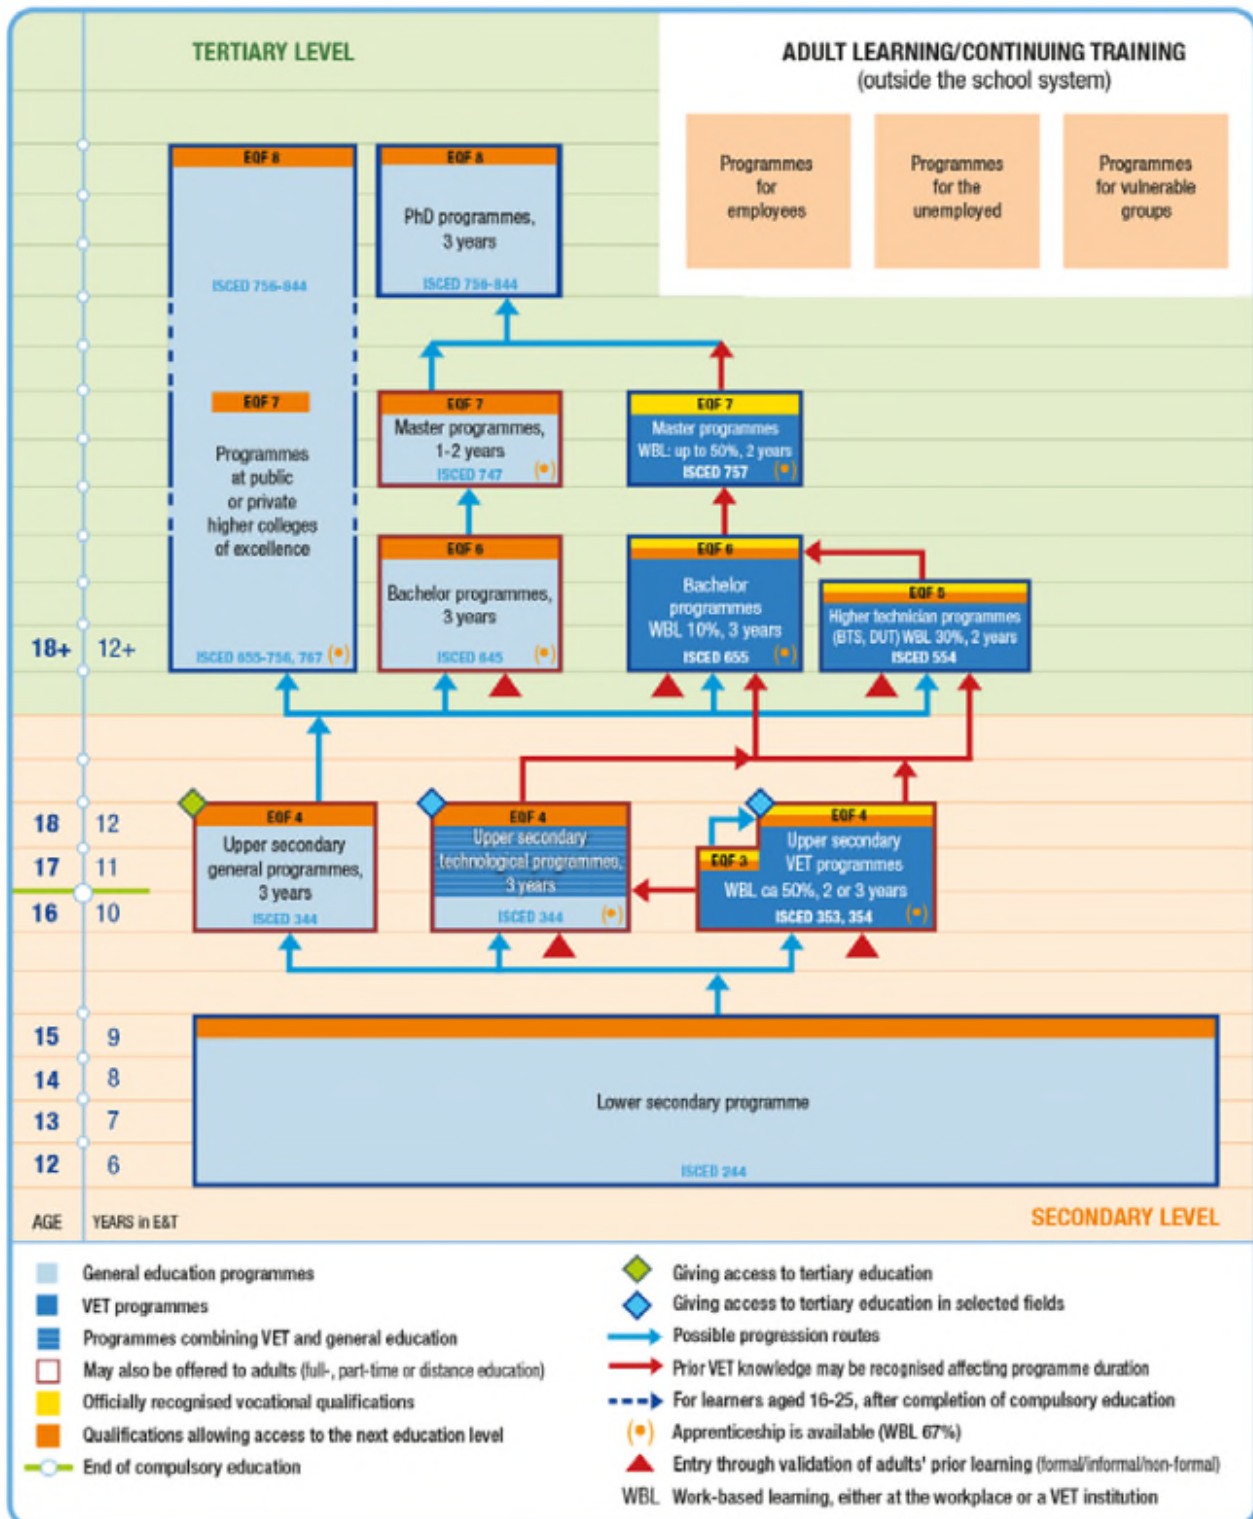 TERTIARY LEVEL
ADULT LEARNING/CONTINUING TRAINING
(outside the school system)
Programmes
for
employees
Programmes
for the
unemployed
Programmes
for vulnerable
groups
EQF 8
ISCED 756-844
EQF 7
Programmes
at public
or private
higher colleges
of excellence
ISCED 655-756, 767
EQF 8
PhD programmes,
3 years
ISCED 756-844
EQF 7
Master programmes,
1-2 years
ISCED 747
EQF 7
Master programmes
WBL: up to 50%, 2 years
ISCED 757
EQF 6
Bachelor programmes,
3 years
ISCED 645
EQF 6
Bachelor
programmes
WBL 10%, 3 years
ISCED 655
EQF 5
Higher technician programmes
(BTS, DUT) WBL 30%, 2 years
ISCED 554
18+ 12+
EQF 4
Upper secondary
general programmes,
3 years
ISCED 344
EQF 4
Upper secondary
technological programmes,
3 years
ISCED 344
EQF 4
EQF 3
Upper secondary
VET programmes
WBL ca 50%, 2 or 3 years
ISCED 353, 354
18 12
17 11
16 10
15 9
14 8
13 7
12 6
Lower secondary programme
ISCED 244
AGE YEARS in E&T
SECONDARY LEVEL
General education programmes
VET programmes
Programmes combining VET and general education
May also be offered to adults (full-, part-time or distance education)
Officially recognised vocational qualifications
Qualifications allowing access to the next education level
End of compulsory education
Giving access to tertiary education
Giving access to tertiary education in selected fields
Possible progression routes
Prior VET knowledge may be recognised affecting programme duration
For learners aged 16-25, after completion of compulsory education
Apprenticeship is available (WBL 67%)
Entry through validation of adults' prior learning (formal/informal/non-formal)
WBL Work-based learning, either at the workplace or a VET institution